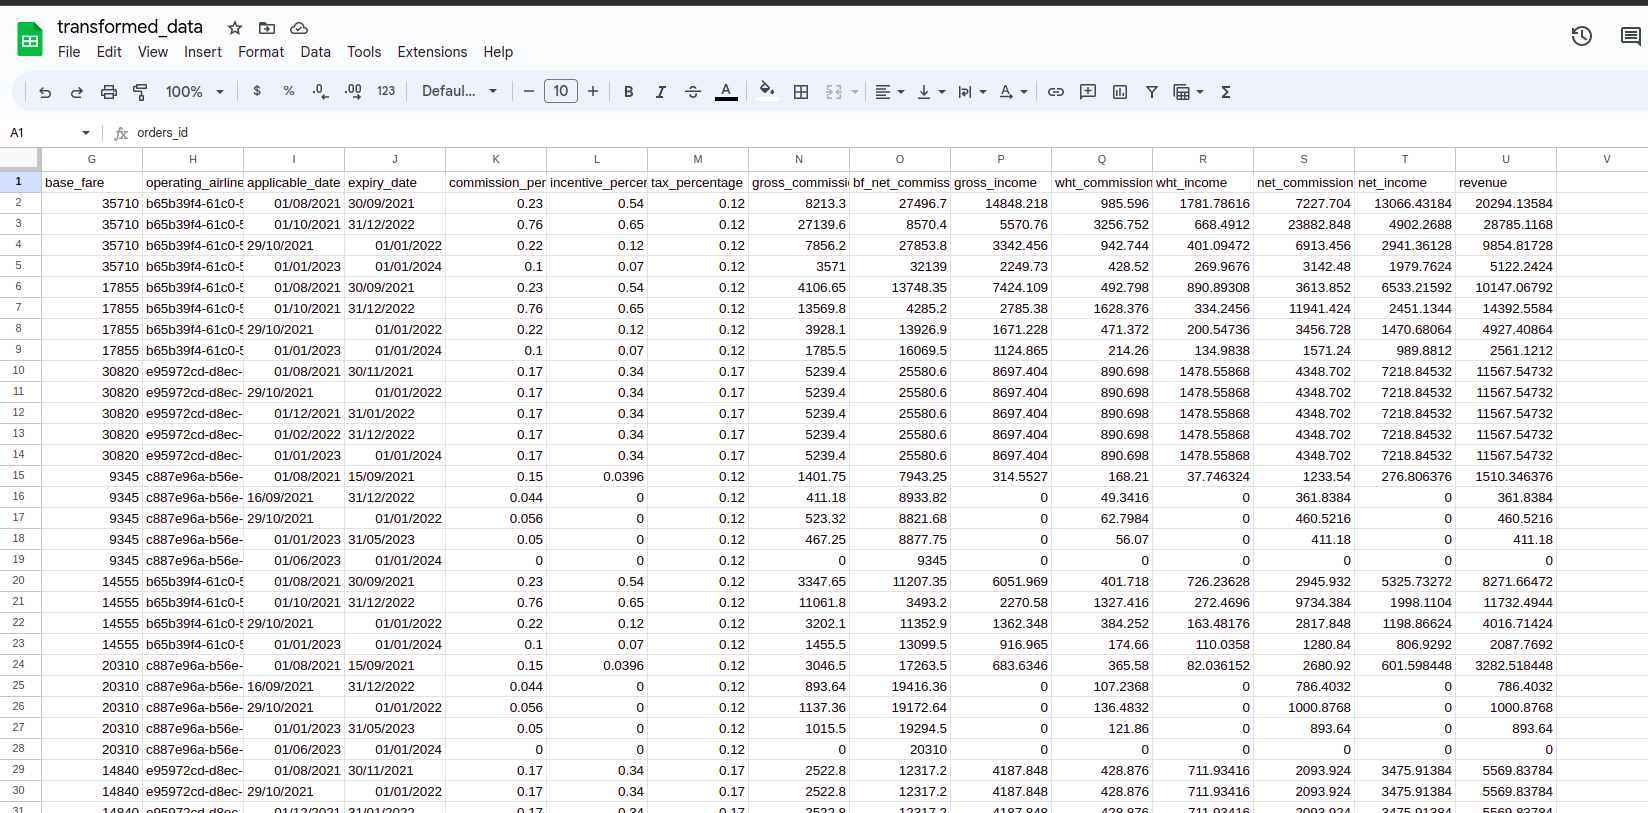 transformed_data
File Edit View Insert Format Data Tools Extensions Help
100% $ % .0 .00 123 Defaul... − 10 + B I S A Σ
A1 fx orders_id
G H I J K L M N O P Q R S T U V
1 base_fare operating_airline applicable_date expiry_date commission_per incentive_percer tax_percentage gross_commissi bf_net_commiss gross_income wht_commission wht_income net_commission net_income revenue
2 35710 b65b39f4-61c0-5 01/08/2021 30/09/2021 0.23 0.54 0.12 8213.3 27496.7 14848.218 985.596 1781.78616 7227.704 13066.43184 20294.13584
3 35710 b65b39f4-61c0-5 01/10/2021 31/12/2022 0.76 0.65 0.12 27139.6 8570.4 5570.76 3256.752 668.4912 23882.848 4902.2688 28785.1168
4 35710 b65b39f4-61c0-5 29/10/2021 01/01/2022 0.22 0.12 0.12 7856.2 27853.8 3342.456 942.744 401.09472 6913.456 2941.36128 9854.81728
5 35710 b65b39f4-61c0-5 01/01/2023 01/01/2024 0.1 0.07 0.12 3571 32139 2249.73 428.52 269.9676 3142.48 1979.7624 5122.2424
6 17855 b65b39f4-61c0-5 01/08/2021 30/09/2021 0.23 0.54 0.12 4106.65 13748.35 7424.109 492.798 890.89308 3613.852 6533.21592 10147.06792
7 17855 b65b39f4-61c0-5 01/10/2021 31/12/2022 0.76 0.65 0.12 13569.8 4285.2 2785.38 1628.376 334.2456 11941.424 2451.1344 14392.5584
8 17855 b65b39f4-61c0-5 29/10/2021 01/01/2022 0.22 0.12 0.12 3928.1 13926.9 1671.228 471.372 200.54736 3456.728 1470.68064 4927.40864
9 17855 b65b39f4-61c0-5 01/01/2023 01/01/2024 0.1 0.07 0.12 1785.5 16069.5 1124.865 214.26 134.9838 1571.24 989.8812 2561.1212
10 30820 e95972cd-d8ec- 01/08/2021 30/11/2021 0.17 0.34 0.17 5239.4 25580.6 8697.404 890.698 1478.55868 4348.702 7218.84532 11567.54732
11 30820 e95972cd-d8ec- 29/10/2021 01/01/2022 0.17 0.34 0.17 5239.4 25580.6 8697.404 890.698 1478.55868 4348.702 7218.84532 11567.54732
12 30820 e95972cd-d8ec- 01/12/2021 31/01/2022 0.17 0.34 0.17 5239.4 25580.6 8697.404 890.698 1478.55868 4348.702 7218.84532 11567.54732
13 30820 e95972cd-d8ec- 01/02/2022 31/12/2022 0.17 0.34 0.17 5239.4 25580.6 8697.404 890.698 1478.55868 4348.702 7218.84532 11567.54732
14 30820 e95972cd-d8ec- 01/01/2023 01/01/2024 0.17 0.34 0.17 5239.4 25580.6 8697.404 890.698 1478.55868 4348.702 7218.84532 11567.54732
15 9345 c887e96a-b56e- 01/08/2021 15/09/2021 0.15 0.0396 0.12 1401.75 7943.25 314.5527 168.21 37.746324 1233.54 276.806376 1510.346376
16 9345 c887e96a-b56e- 16/09/2021 31/12/2022 0.044 0 0.12 411.18 8933.82 0 49.3416 0 361.8384 0 361.8384
17 9345 c887e96a-b56e- 29/10/2021 01/01/2022 0.056 0 0.12 523.32 8821.68 0 62.7984 0 460.5216 0 460.5216
18 9345 c887e96a-b56e- 01/01/2023 31/05/2023 0.05 0 0.12 467.25 8877.75 0 56.07 0 411.18 0 411.18
19 9345 c887e96a-b56e- 01/06/2023 01/01/2024 0 0 0.12 0 9345 0 0 0 0 0 0
20 14555 b65b39f4-61c0-5 01/08/2021 30/09/2021 0.23 0.54 0.12 3347.65 11207.35 6051.969 401.718 726.23628 2945.932 5325.73272 8271.66472
21 14555 b65b39f4-61c0-5 01/10/2021 31/12/2022 0.76 0.65 0.12 11061.8 3493.2 2270.58 1327.416 272.4696 9734.384 1998.1104 11732.4944
22 14555 b65b39f4-61c0-5 29/10/2021 01/01/2022 0.22 0.12 0.12 3202.1 11352.9 1362.348 384.252 163.48176 2817.848 1198.86624 4016.71424
23 14555 b65b39f4-61c0-5 01/01/2023 01/01/2024 0.1 0.07 0.12 1455.5 13099.5 916.965 174.66 110.0358 1280.84 806.9292 2087.7692
24 20310 c887e96a-b56e- 01/08/2021 15/09/2021 0.15 0.0396 0.12 3046.5 17263.5 683.6346 365.58 82.036152 2680.92 601.598448 3282.518448
25 20310 c887e96a-b56e- 16/09/2021 31/12/2022 0.044 0 0.12 893.64 19416.36 0 107.2368 0 786.4032 0 786.4032
26 20310 c887e96a-b56e- 29/10/2021 01/01/2022 0.056 0 0.12 1137.36 19172.64 0 136.4832 0 1000.8768 0 1000.8768
27 20310 c887e96a-b56e- 01/01/2023 31/05/2023 0.05 0 0.12 1015.5 19294.5 0 121.86 0 893.64 0 893.64
28 20310 c887e96a-b56e- 01/06/2023 01/01/2024 0 0 0.12 0 20310 0 0 0 0 0 0
29 14840 e95972cd-d8ec- 01/08/2021 30/11/2021 0.17 0.34 0.17 2522.8 12317.2 4187.848 428.876 711.93416 2093.924 3475.91384 5569.83784
30 14840 e95972cd-d8ec- 29/10/2021 01/01/2022 0.17 0.34 0.17 2522.8 12317.2 4187.848 428.876 711.93416 2093.924 3475.91384 5569.83784
31 14840 e95972cd-d8ec- 01/12/2021 31/01/2022 0.17 0.34 0.17 2522.8 12317.2 4187.848 428.876 711.93416 2093.924 3475.91384 5569.83784